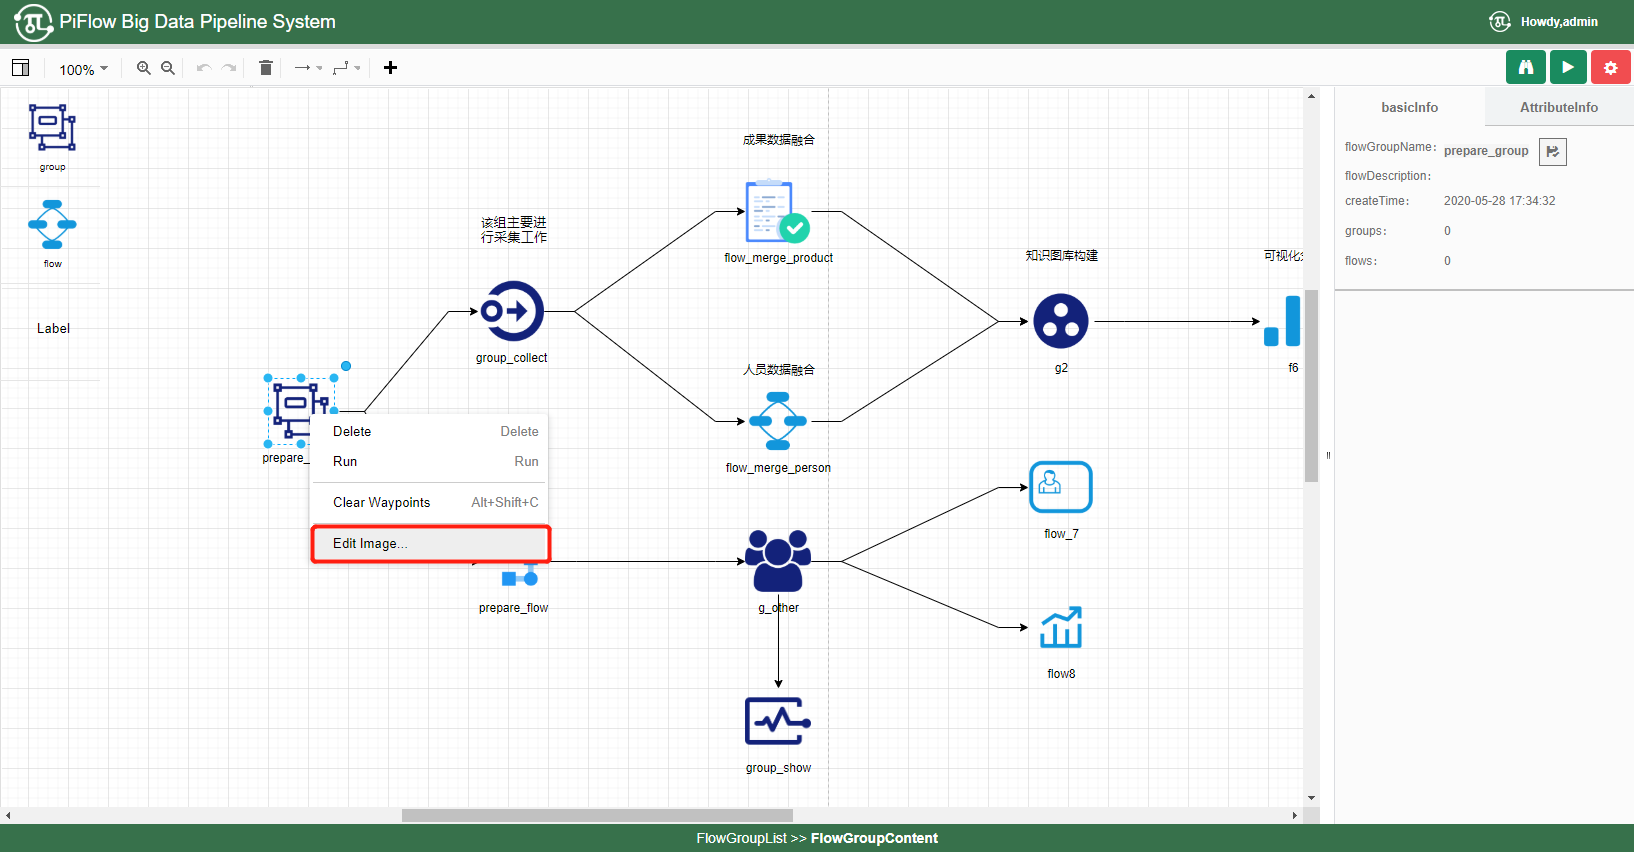 PiFlow Big Data Pipeline System
Howdy,admin
100%
group
flow
Label
成果数据融合
flow_merge_product
该组主要进
行采集工作
group_collect
知识图库构建
g2
f6
人员数据融合
flow_merge_person
prepare_
Delete Delete
Run Run
Clear Waypoints Alt+Shift+C
Edit Image...
prepare_flow
g_other
flow_7
flow8
group_show
basicInfo
AttributeInfo
flowGroupName: prepare_group
flowDescription:
createTime: 2020-05-28 17:34:32
groups: 0
flows: 0
可视化
FlowGroupList >> FlowGroupContent